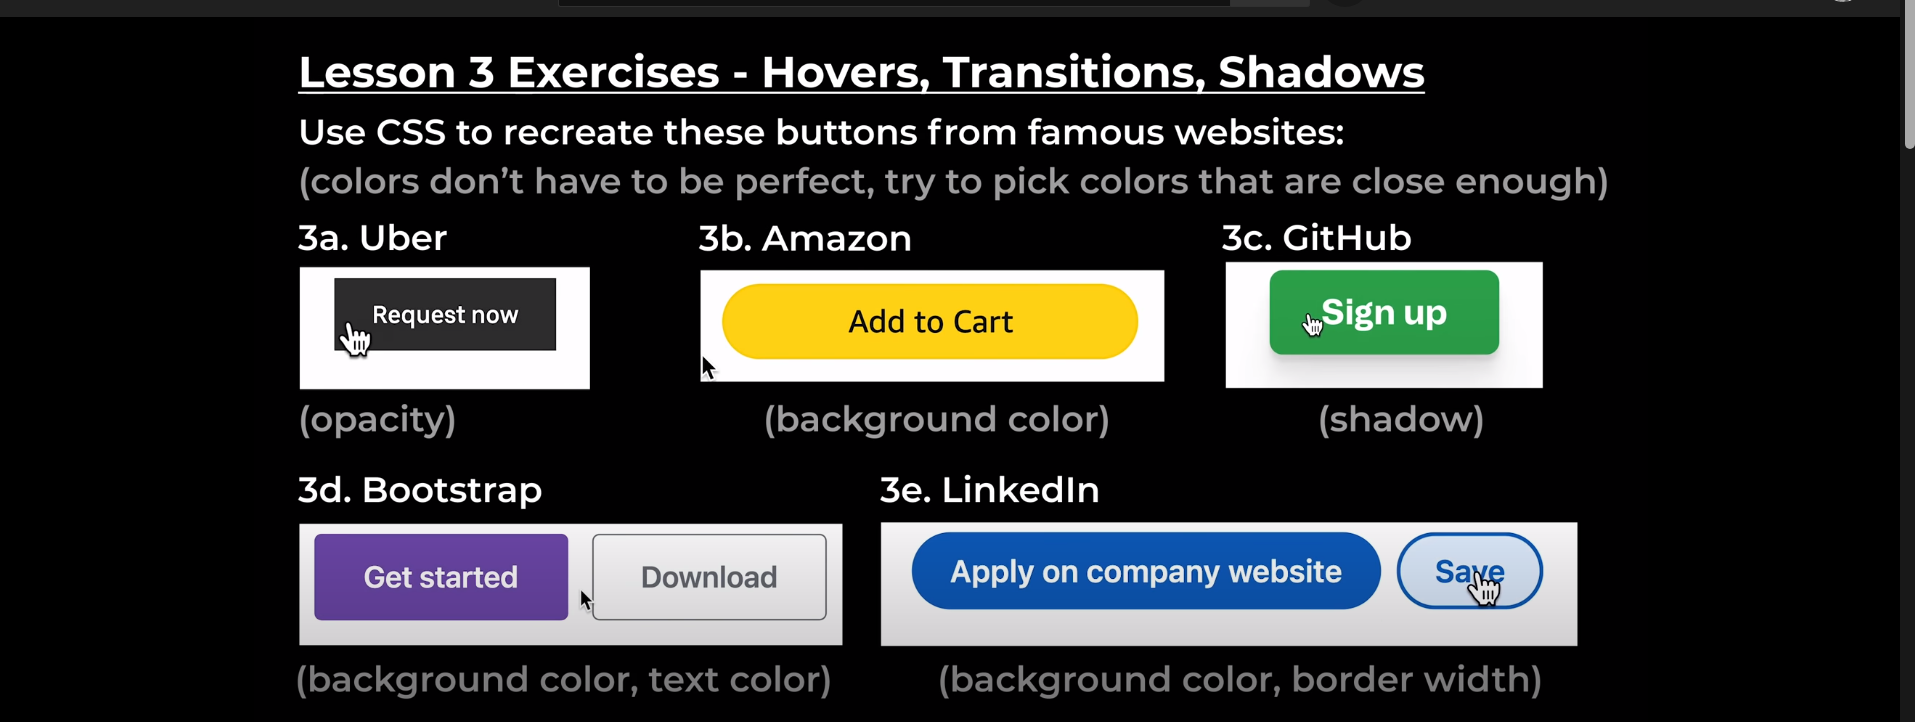 Lesson 3 Exercises - Hovers, Transitions, Shadows
Use CSS to recreate these buttons from famous websites:
(colors don't have to be perfect, try to pick colors that are close enough)
3a. Uber
3b. Amazon
3c. GitHub
Request now
Add to Cart
Sign up
(opacity)
(background color)
(shadow)
3d. Bootstrap
3e. LinkedIn
Get started
Download
Apply on company website
Save
(background color, text color)
(background color, border width)